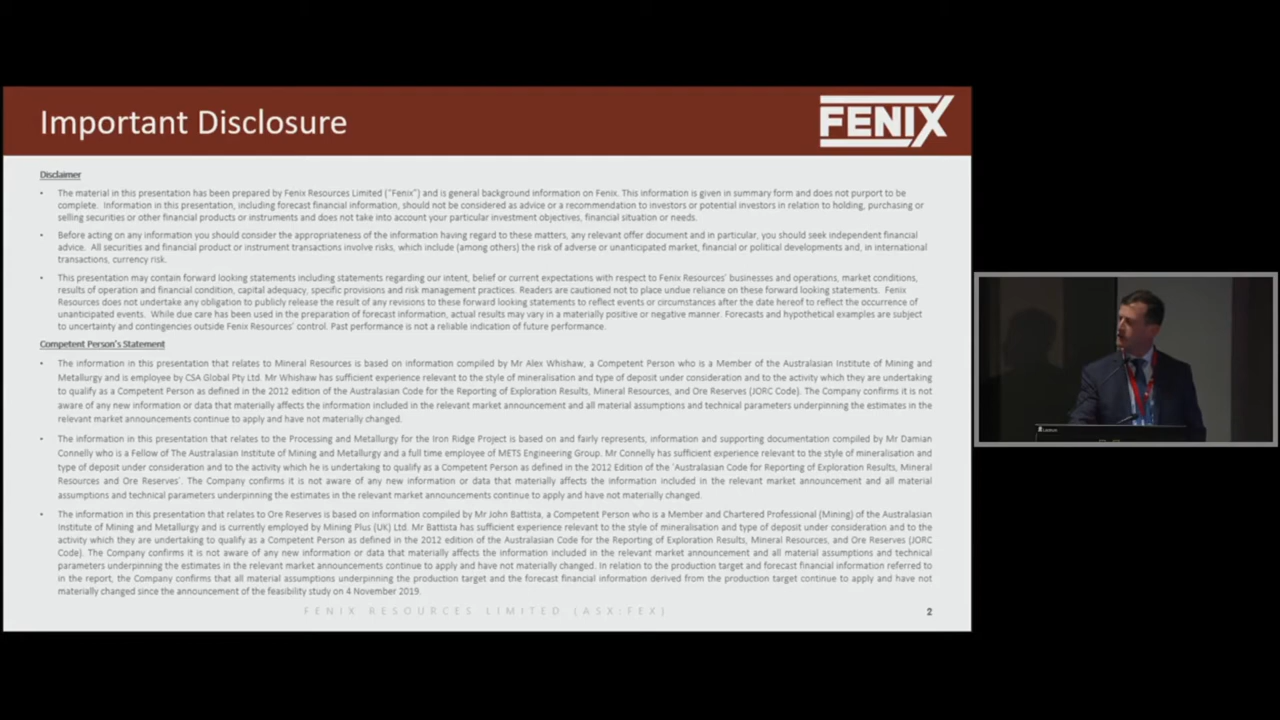 Important Disclosure
FENIX
Disclaimer
• The material in this presentation has been prepared by Fenix Resources Limited ("Fenix") and is general background information on Fenix. This information is given in summary form and does not purport to be
complete. Information in this presentation, including forecast financial information, should not be considered as advice or a recommendation to investors or potential investors in relation to holding, purchasing or
selling securities or other financial products or instruments and does not take into account your particular investment objectives, financial situation or needs.
• Before acting on any information you should consider the appropriateness of the information having regard to these matters, any relevant offer document and in particular, you should seek independent financial
advice. All securities and financial product or instrument transactions involve risks, which include (among others) the risk of adverse or unanticipated market, financial or political developments and, in international
transactions, currency risk.
• This presentation may contain forward looking statements including statements regarding our intent, belief or current expectations with respect to Fenix Resources' businesses and operations, market conditions,
results of operation and financial condition, capital adequacy, specific provisions and risk management practices. Readers are cautioned not to place undue reliance on these forward looking statements. Fenix
Resources does not undertake any obligation to publicly release the result of any revisions to these forward looking statements to reflect events or circumstances after the date hereof to reflect the occurrence of
unanticipated events. While due care has been used in the preparation of forecast information, actual results may vary in a materially positive or negative manner. Forecasts and hypothetical examples are subject
to uncertainty and contingencies outside Fenix Resources' control. Past performance is not a reliable indication of future performance.
Competent Person's Statement
• The information in this presentation that relates to Mineral Resources is based on information compiled by Mr Alex Whishaw, a Competent Person who is a Member of the Australasian Institute of Mining and
Metallurgy and is employee by CSA Global Pty Ltd. Mr Whishaw has sufficient experience relevant to the style of mineralisation and type of deposit under consideration and to the activity which they are undertaking
to qualify as a Competent Person as defined in the 2012 edition of the Australasian Code for Reporting of Exploration Results, Mineral Resources, and Ore Reserves (JORC Code). The Company confirms it is not
aware of any new information or data that materially affects the information included in the relevant market announcement and all material assumptions and technical parameters underpinning the estimates in the
relevant market announcements continue to apply and have not materially changed.
• The information in this presentation that relates to the Processing and Metallurgy for the Iron Ridge Project is based on and fairly represents, information and supporting documentation compiled by Mr Damian
Connelly who is a Fellow of The Australasian Institute of Mining and Metallurgy and a full time employee of METS Engineering Group. Mr Connelly has sufficient experience relevant to the style of mineralisation and
type of deposit under consideration and to the activity which he is undertaking to qualify as a Competent Person as defined in the 2012 Edition of the 'Australasian Code for Reporting of Exploration Results, Mineral
Resources and Ore Reserves'. The Company confirms it is not aware of any new information or data that materially affects the information included in the relevant market announcement and all material
assumptions and technical parameters underpinning the estimates in the relevant market announcements continue to apply and have not materially changed.
• The information in this presentation that relates to Ore Reserves is based on information compiled by Mr John Battista, a Competent Person who is a Member and Chartered Professional (Mining) of the Australasian
Institute of Mining and Metallurgy and is currently employed by Mining Plus (UK) Ltd. Mr Battista has sufficient experience relevant to the style of mineralisation and type of deposit under consideration and to the
activity which they are undertaking to qualify as a Competent Person as defined in the 2012 edition of the Australasian Code for the Reporting of Exploration Results, Mineral Resources, and Ore Reserves (JORC
Code). The Company confirms it is not aware of any new information or data that materially affects the information included in the relevant market announcement and all material assumptions and technical
parameters underpinning the estimates in the relevant market announcements continue to apply and have not materially changed. In relation to the production target and forecast financial information referred to
in the report, the Company confirms that all material assumptions underpinning the production target and the forecast financial information derived from the production target continue to apply and have not
materially changed since the announcement of the feasibility study on 4 November 2019.
FENIX RESOURCES LIMITED (ASX:FEX)
2